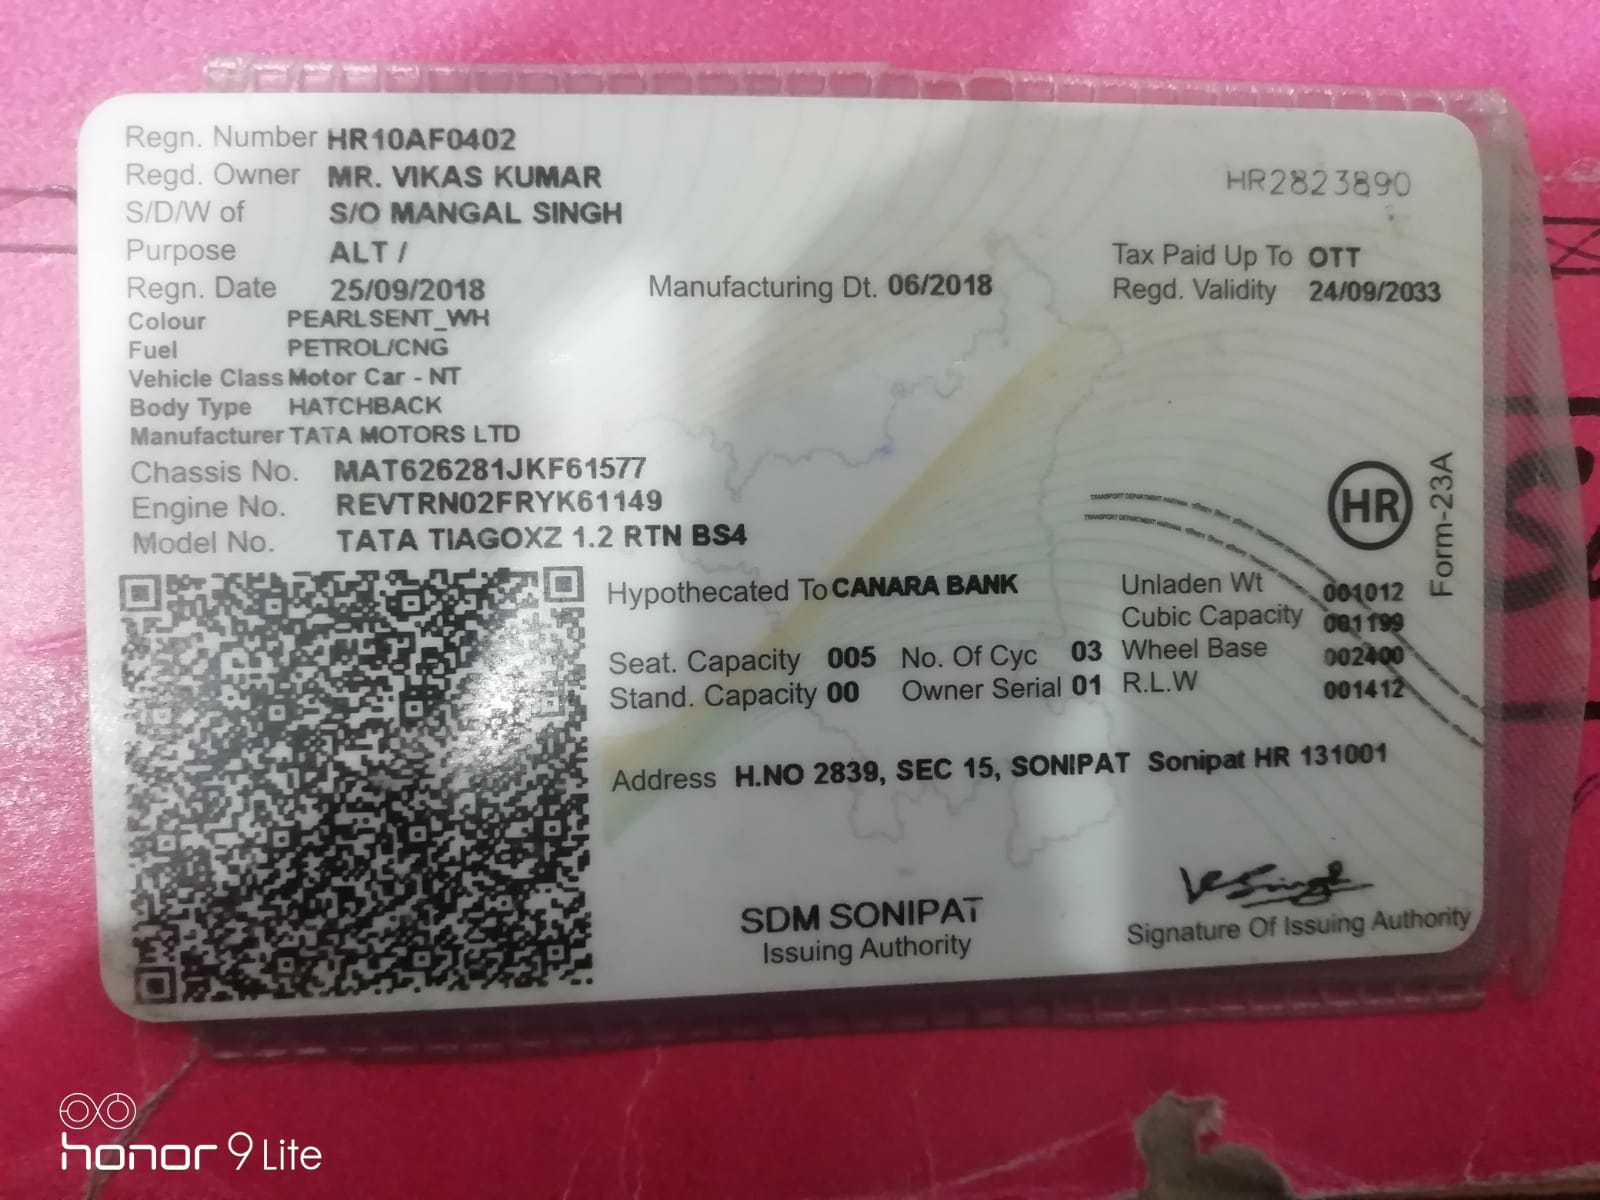 Regn. Number HR10AF0402
HR2823890
Regd. Owner MR. VIKAS KUMAR
S/D/W of S/O MANGAL SINGH
Purpose ALT /
Tax Paid Up To OTT
Regn. Date 25/09/2018 Manufacturing Dt. 06/2018 Regd. Validity 24/09/2033
Colour PEARLSENT_WH
Fuel PETROL/CNG
Vehicle Class Motor Car - NT
Body Type HATCHBACK
Manufacturer TATA MOTORS LTD
Chassis No. MAT626281JKF61577
Engine No. REVTRN02FRYK61149
Model No. TATA TIAGOXZ 1.2 RTN BS4
HR
Form-23A
TRANSPORT DEPARTMENT HARYANA
TRANSPORT DEPARTMENT HARYANA
Hypothecated To CANARA BANK
Unladen Wt 001012
Cubic Capacity 001199
Seat. Capacity 005 No. Of Cyc 03 Wheel Base 002400
Stand. Capacity 00 Owner Serial 01 R.L.W 001412
Address H.NO 2839, SEC 15, SONIPAT Sonipat HR 131001
SDM SONIPAT
Issuing Authority
Signature Of Issuing Authority
honor 9 Lite